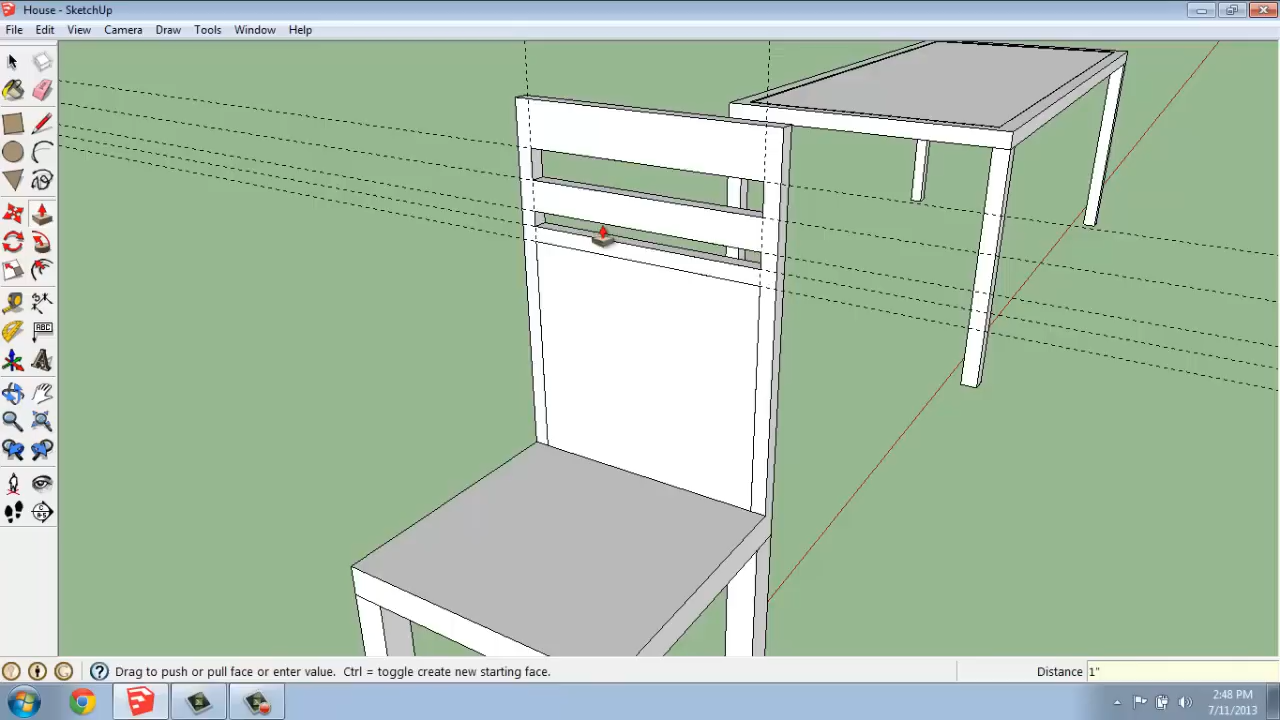 House - SketchUp
File Edit View Camera Draw Tools Window Help
ABC
Drag to push or pull face or enter value. Ctrl = toggle create new starting face.
Distance 1"
2:48 PM
7/11/2013